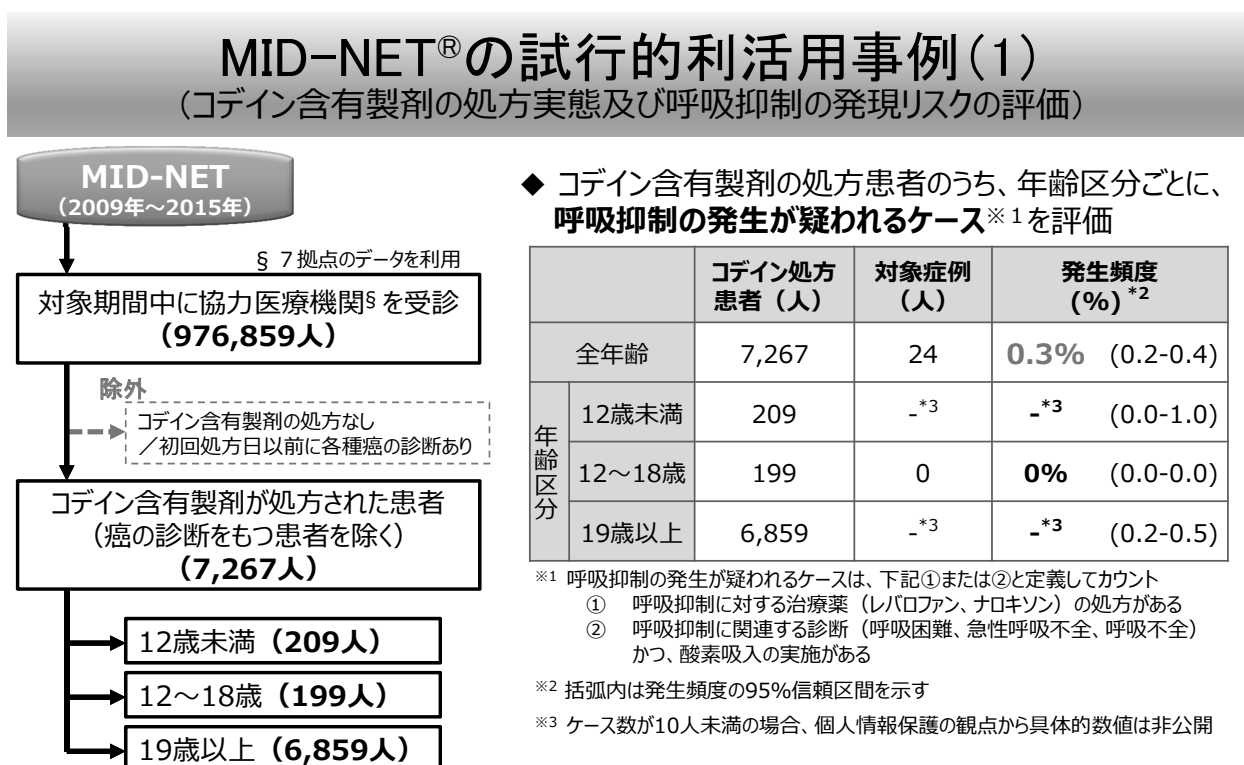 MID-NET®の試行的利活用事例(1)
(コデイン含有製剤の処方実態及び呼吸抑制の発現リスクの評価)
MID-NET
(2009年～2015年)
§ 7拠点のデータを利用
対象期間中に協力医療機関§ を受診
(976,859人)
除外
コデイン含有製剤の処方なし
／初回処方日以前に各種癌の診断あり
コデイン含有製剤が処方された患者
(癌の診断をもつ患者を除く)
(7,267人)
12歳未満 (209人)
12～18歳 (199人)
19歳以上 (6,859人)
◆ コデイン含有製剤の処方患者のうち、年齢区分ごとに、
呼吸抑制の発生が疑われるケース※1を評価
コデイン処方患者（人） 対象症例（人） 発生頻度(%) *2
全年齢 7,267 24 0.3% (0.2-0.4)
年齢区分
12歳未満 209 -*3 -*3 (0.0-1.0)
12～18歳 199 0 0% (0.0-0.0)
19歳以上 6,859 -*3 -*3 (0.2-0.5)
※1 呼吸抑制の発生が疑われるケースは、下記①または②と定義してカウント
① 呼吸抑制に対する治療薬（レバロファン、ナロキソン）の処方がある
② 呼吸抑制に関連する診断（呼吸困難、急性呼吸不全、呼吸不全）
かつ、酸素吸入の実施がある
※2 括弧内は発生頻度の95%信頼区間を示す
※3 ケース数が10人未満の場合、個人情報保護の観点から具体的数値は非公開